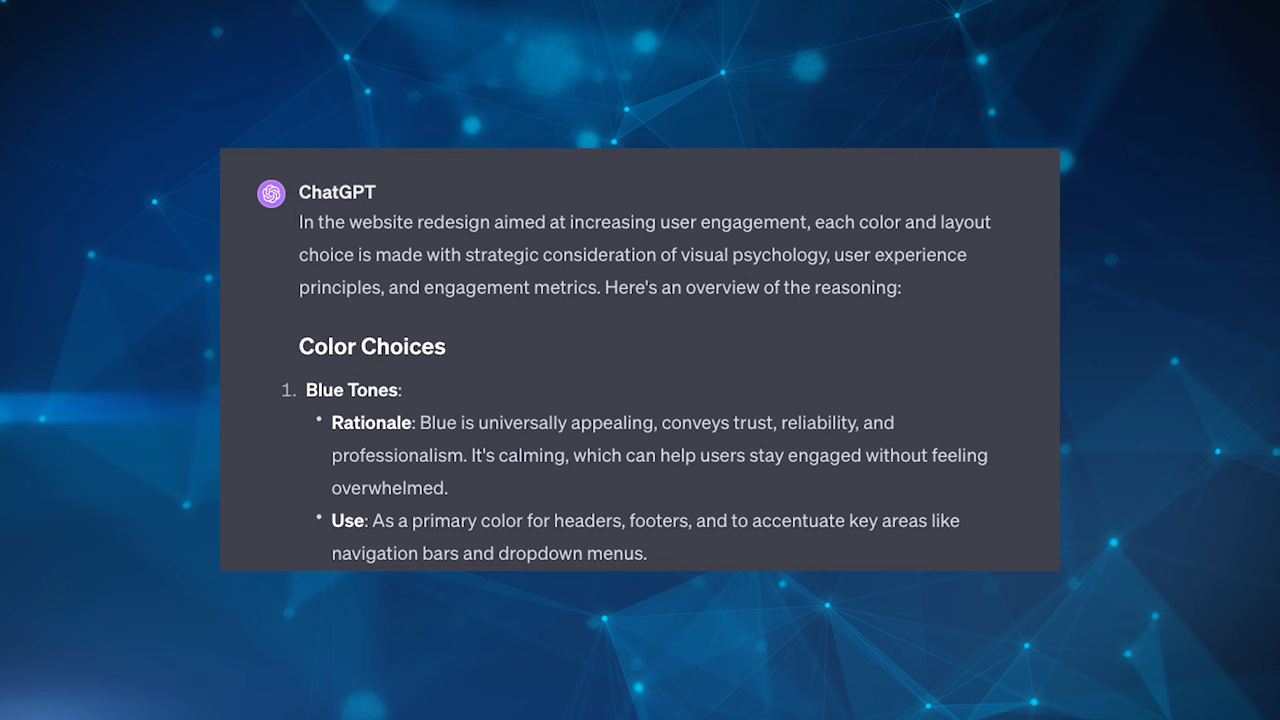 ChatGPT
In the website redesign aimed at increasing user engagement, each color and layout
choice is made with strategic consideration of visual psychology, user experience
principles, and engagement metrics. Here's an overview of the reasoning:
Color Choices
1. Blue Tones:
• Rationale: Blue is universally appealing, conveys trust, reliability, and
professionalism. It's calming, which can help users stay engaged without feeling
overwhelmed.
• Use: As a primary color for headers, footers, and to accentuate key areas like
navigation bars and dropdown menus.